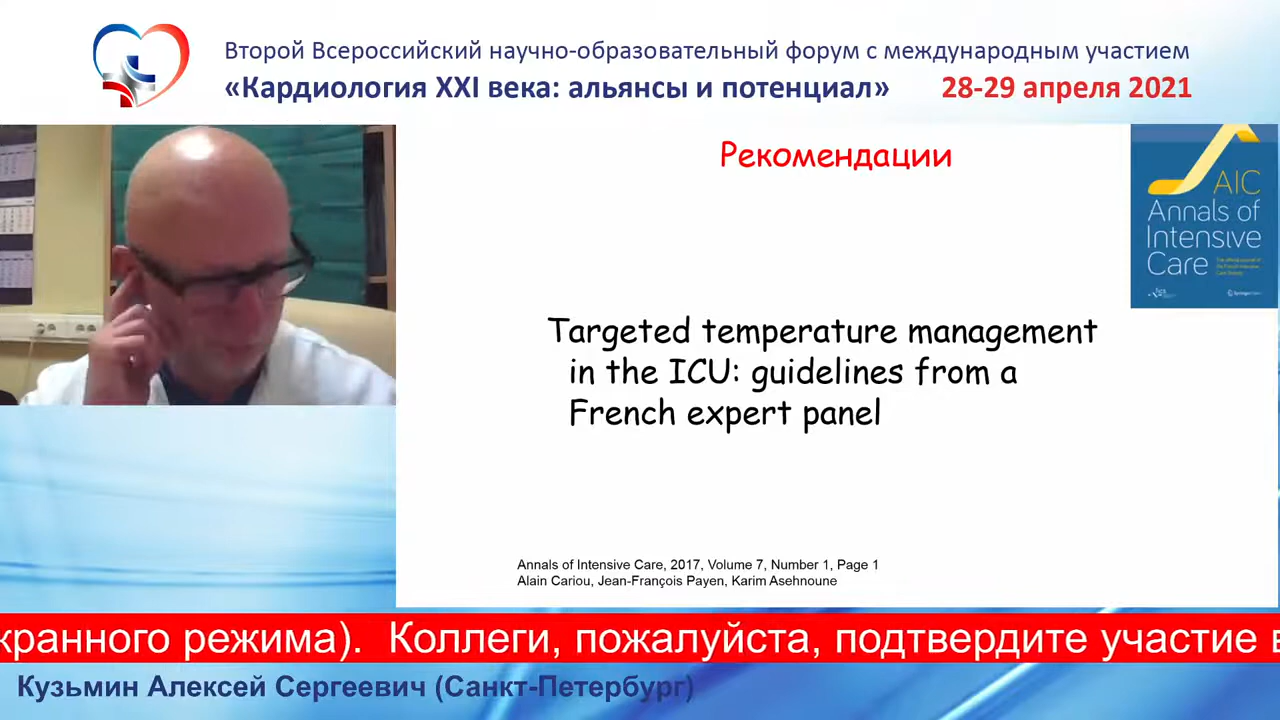 Второй Всероссийский научно-образовательный форум с международным участием
«Кардиология XXI века: альянсы и потенциал» 28-29 апреля 2021
Рекомендации
AIC
Annals of
Intensive
Care
Targeted temperature management
in the ICU: guidelines from a
French expert panel
Annals of Intensive Care, 2017, Volume 7, Number 1, Page 1
Alain Cariou, Jean-François Payen, Karim Asehnoune
кранного режима). Коллеги, пожалуйста, подтвердите участие в
Кузьмин Алексей Сергеевич (Санкт-Петербург)